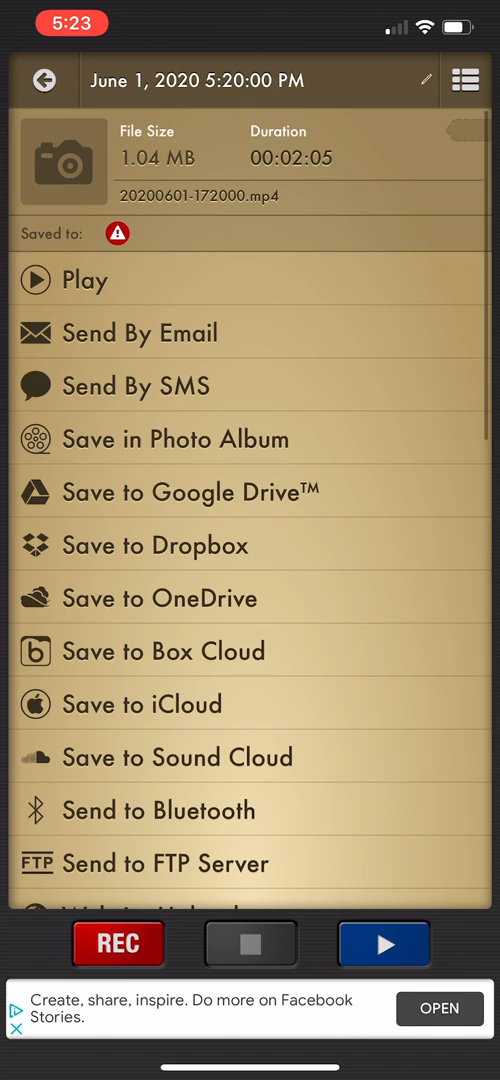 5:23
June 1, 2020 5:20:00 PM
File Size
Duration
1.04 MB
00:02:05
20200601-172000.mp4
Saved to:
Play
Send By Email
Send By SMS
Save in Photo Album
Save to Google Drive™
Save to Dropbox
Save to OneDrive
Save to Box Cloud
Save to iCloud
Save to Sound Cloud
Send to Bluetooth
FTP Send to FTP Server
REC
Create, share, inspire. Do more on Facebook
Stories.
OPEN